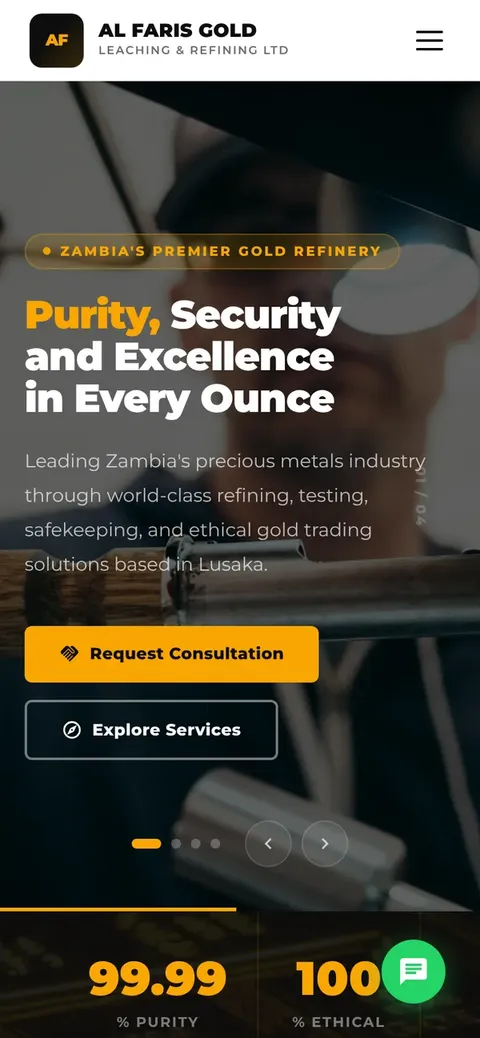 AF
AL FARIS GOLD
LEACHING & REFINING LTD
ZAMBIA'S PREMIER GOLD REFINERY
Purity, Security
and Excellence
in Every Ounce
Leading Zambia's precious metals industry
through world-class refining, testing,
safekeeping, and ethical gold trading
solutions based in Lusaka.
01 / 04
Request Consultation
Explore Services
99.99
% PURITY
100
% ETHICAL